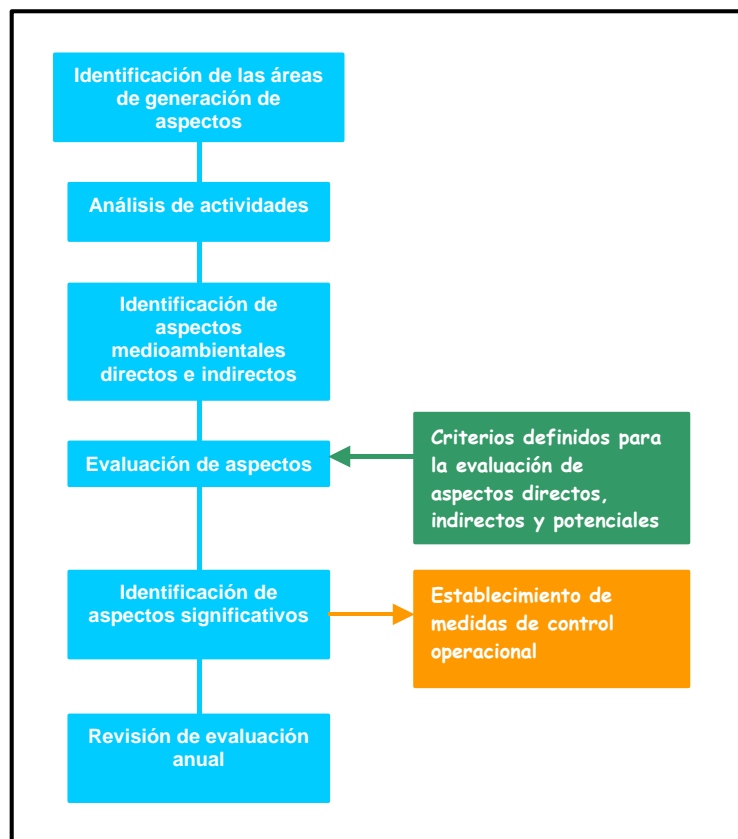 Identificación de las áreas
de generación de
aspectos
Análisis de actividades
Identificación de
aspectos
medioambientales
directos e indirectos
Evaluación de aspectos
Criterios definidos para
la evaluación de
aspectos directos,
indirectos y potenciales
Identificación de
aspectos significativos
Establecimiento de
medidas de control
operacional
Revisión de evaluación
anual